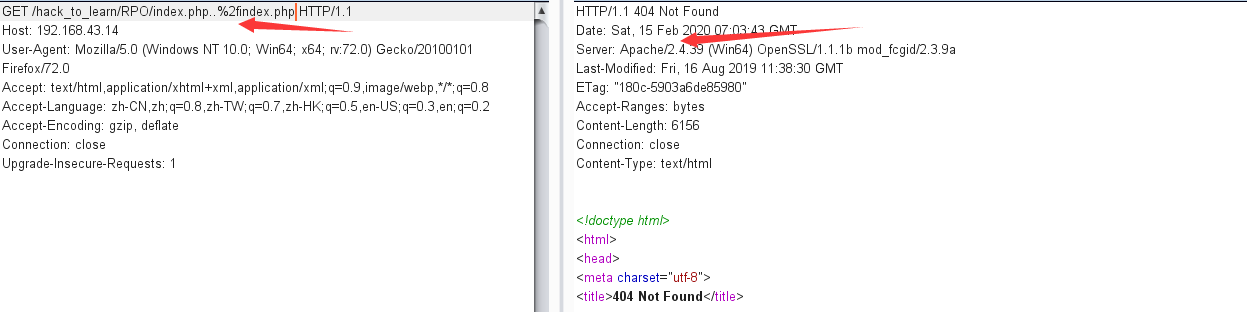 GET /hack_to_learn/RPO/index.php..%2findex.php HTTP/1.1
Host: 192.168.43.14
User-Agent: Mozilla/5.0 (Windows NT 10.0; Win64; x64; rv:72.0) Gecko/20100101
Firefox/72.0
Accept: text/html,application/xhtml+xml,application/xml;q=0.9,image/webp,*/*;q=0.8
Accept-Language: zh-CN,zh;q=0.8,zh-TW;q=0.7,zh-HK;q=0.5,en-US;q=0.3,en;q=0.2
Accept-Encoding: gzip, deflate
Connection: close
Upgrade-Insecure-Requests: 1
HTTP/1.1 404 Not Found
Date: Sat, 15 Feb 2020 07:03:43 GMT
Server: Apache/2.4.39 (Win64) OpenSSL/1.1.1b mod_fcgid/2.3.9a
Last-Modified: Fri, 16 Aug 2019 11:38:30 GMT
ETag: "180c-5903a6de85980"
Accept-Ranges: bytes
Content-Length: 6156
Connection: close
Content-Type: text/html
<!doctype html>
<html>
<head>
<meta charset="utf-8">
<title>404 Not Found</title>